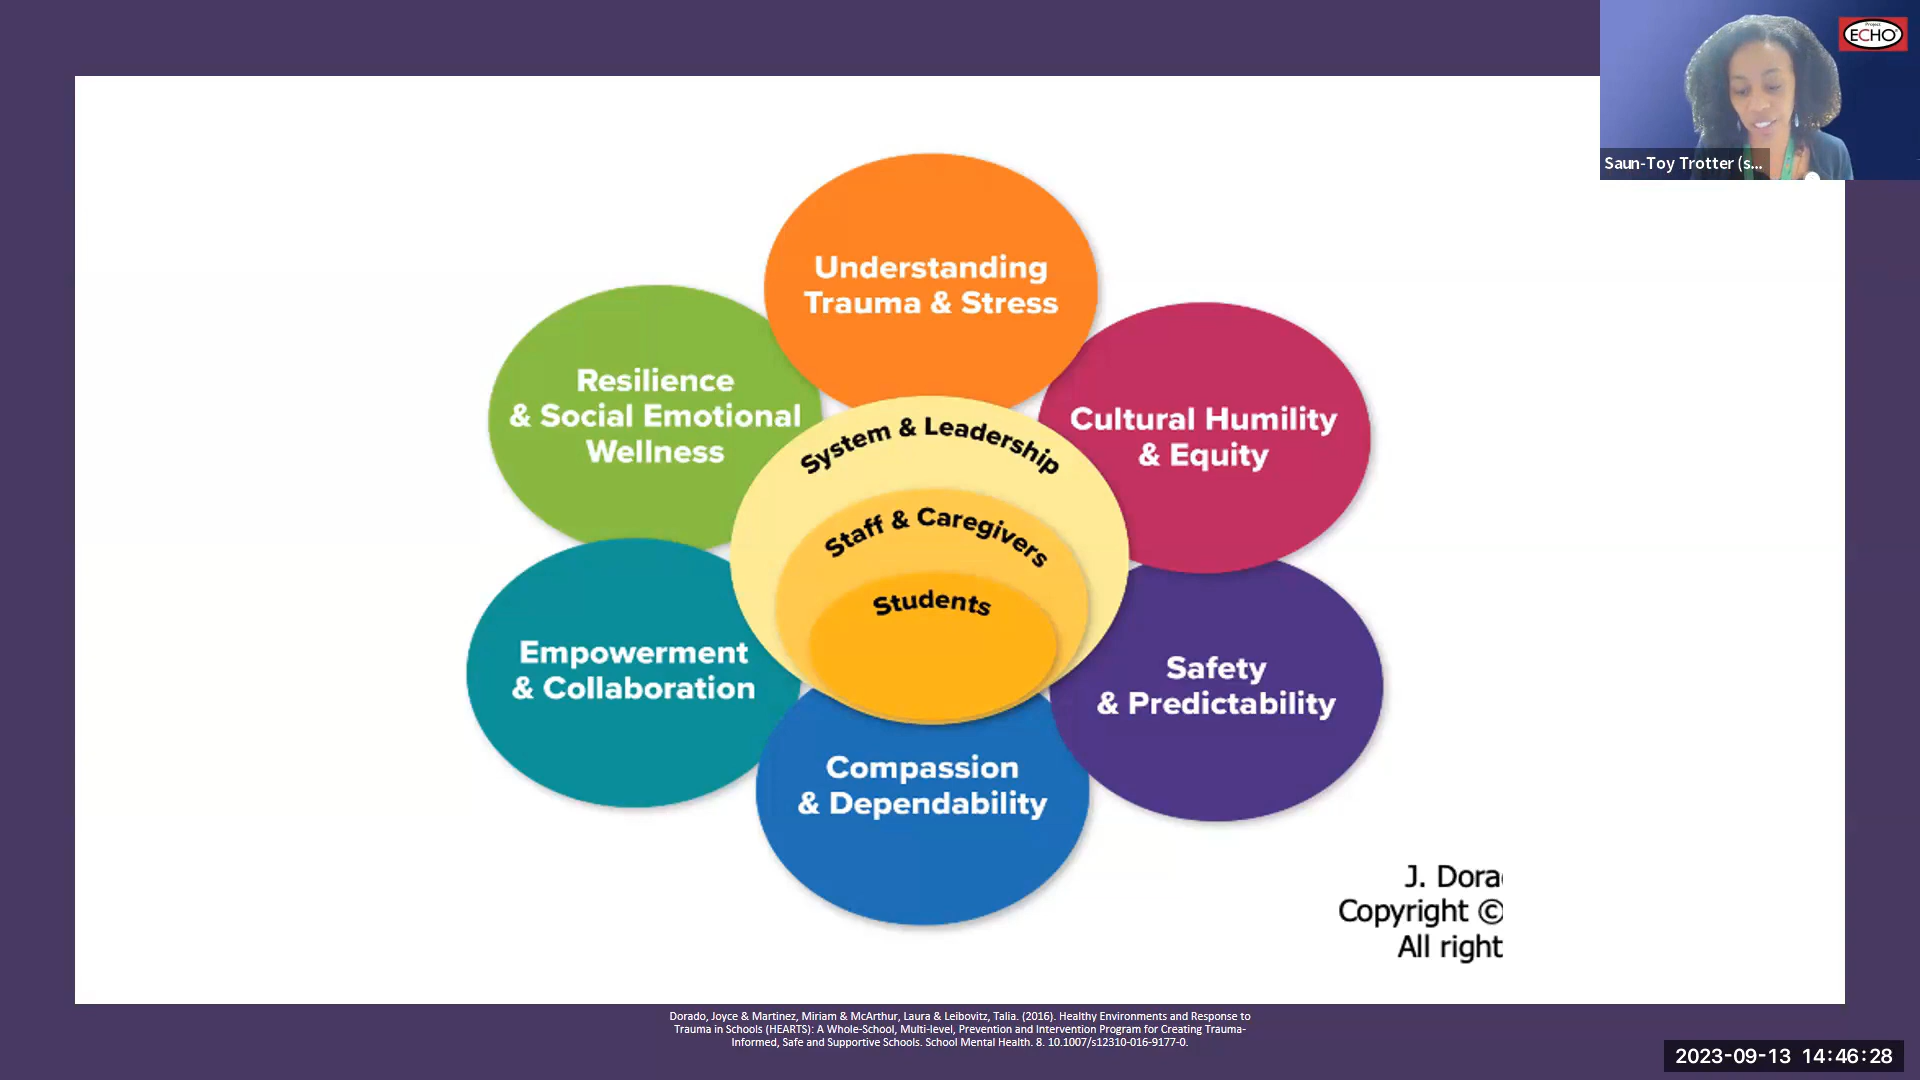 Project
ECHO
Saun-Toy Trotter (s...
Understanding
Trauma & Stress
Resilience
& Social Emotional
Wellness
Cultural Humility
& Equity
System & Leadership
Staff & Caregivers
Students
Empowerment
& Collaboration
Safety
& Predictability
Compassion
& Dependability
J. Dora
Copyright ©
All right
Dorado, Joyce & Martinez, Miriam & McArthur, Laura & Leibovitz, Talia. (2016). Healthy Environments and Response to
Trauma in Schools (HEARTS): A Whole-School, Multi-level, Prevention and Intervention Program for Creating Trauma-
Informed, Safe and Supportive Schools. School Mental Health. 8. 10.1007/s12310-016-9177-0.
2023-09-13 14:46:28